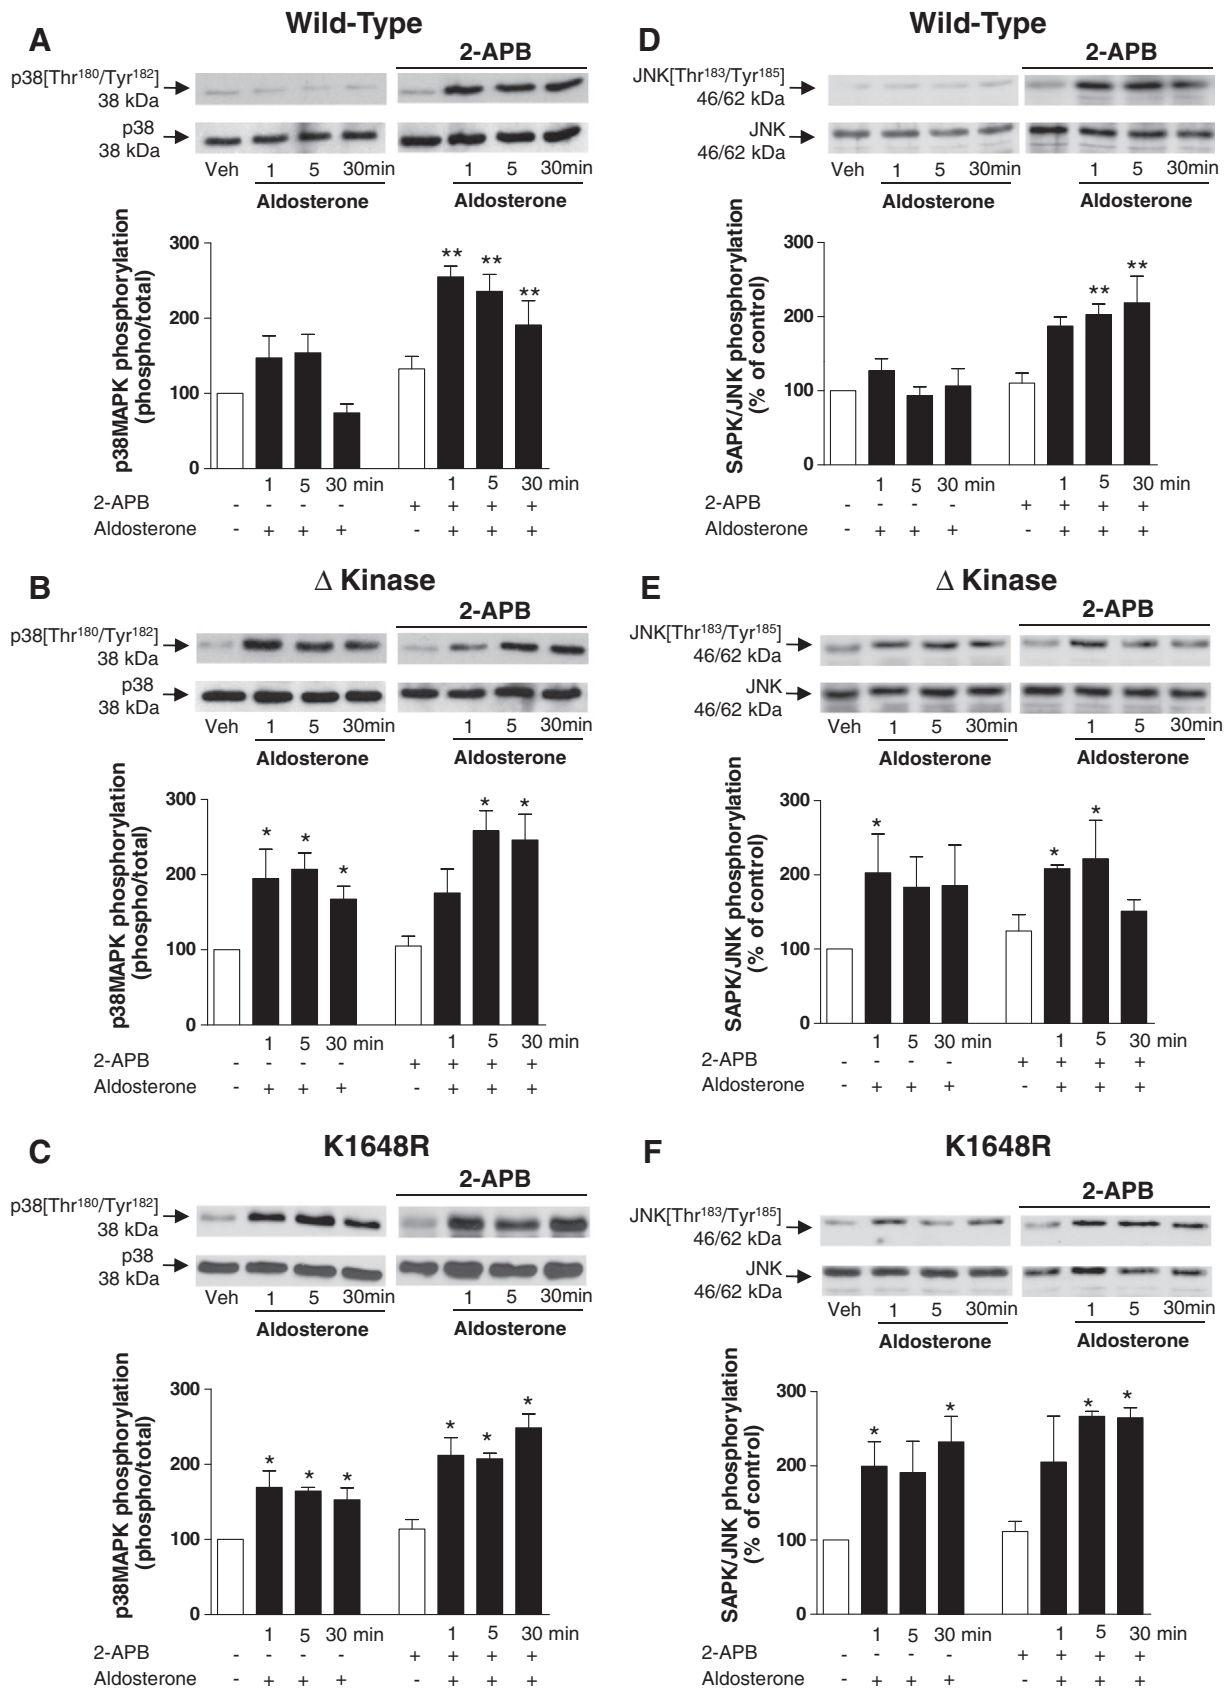 Wild-Type
A
2-APB
p38[Thr180/Tyr182]
38 kDa
p38
38 kDa
Veh 1 5 30min 1 5 30min
Aldosterone Aldosterone
p38MAPK phosphorylation
(phospho/total)
300
200
100
0
1 5 30 min 1 5 30 min
2-APB - - - - + + + +
Aldosterone - + + + - + + +
Δ Kinase
B
2-APB
p38[Thr180/Tyr182]
38 kDa
p38
38 kDa
Veh 1 5 30min 1 5 30min
Aldosterone Aldosterone
p38MAPK phosphorylation
(phospho/total)
300
200
100
0
* * * * *
1 5 30 min 1 5 30 min
2-APB - - - - + + + +
Aldosterone - + + + - + + +
K1648R
C
2-APB
p38[Thr180/Tyr182]
38 kDa
p38
38 kDa
Veh 1 5 30min 1 5 30min
Aldosterone Aldosterone
p38MAPK phosphorylation
(phospho/total)
300
200
100
0
* * * * * *
1 5 30 min 1 5 30 min
2-APB - - - - + + + +
Aldosterone - + + + - + + +
Wild-Type
D
2-APB
JNK[Thr183/Tyr185]
46/62 kDa
JNK
46/62 kDa
Veh 1 5 30min 1 5 30min
Aldosterone Aldosterone
SAPK/JNK phosphorylation
(% of control)
300
200
100
0
** **
1 5 30 min 1 5 30 min
2-APB - - - - + + + +
Aldosterone - + + + - + + +
Δ Kinase
E
2-APB
JNK[Thr183/Tyr185]
46/62 kDa
JNK
46/62 kDa
Veh 1 5 30min 1 5 30min
Aldosterone Aldosterone
SAPK/JNK phosphorylation
(% of control)
300
200
100
0
* * *
1 5 30 min 1 5 30 min
2-APB - - - - + + + +
Aldosterone - + + + - + + +
K1648R
F
2-APB
JNK[Thr183/Tyr185]
46/62 kDa
JNK
46/62 kDa
Veh 1 5 30min 1 5 30min
Aldosterone Aldosterone
SAPK/JNK phosphorylation
(% of control)
300
200
100
0
* * * *
1 5 30 min 1 5 30 min
2-APB - - - - + + + +
Aldosterone - + + + - + + +